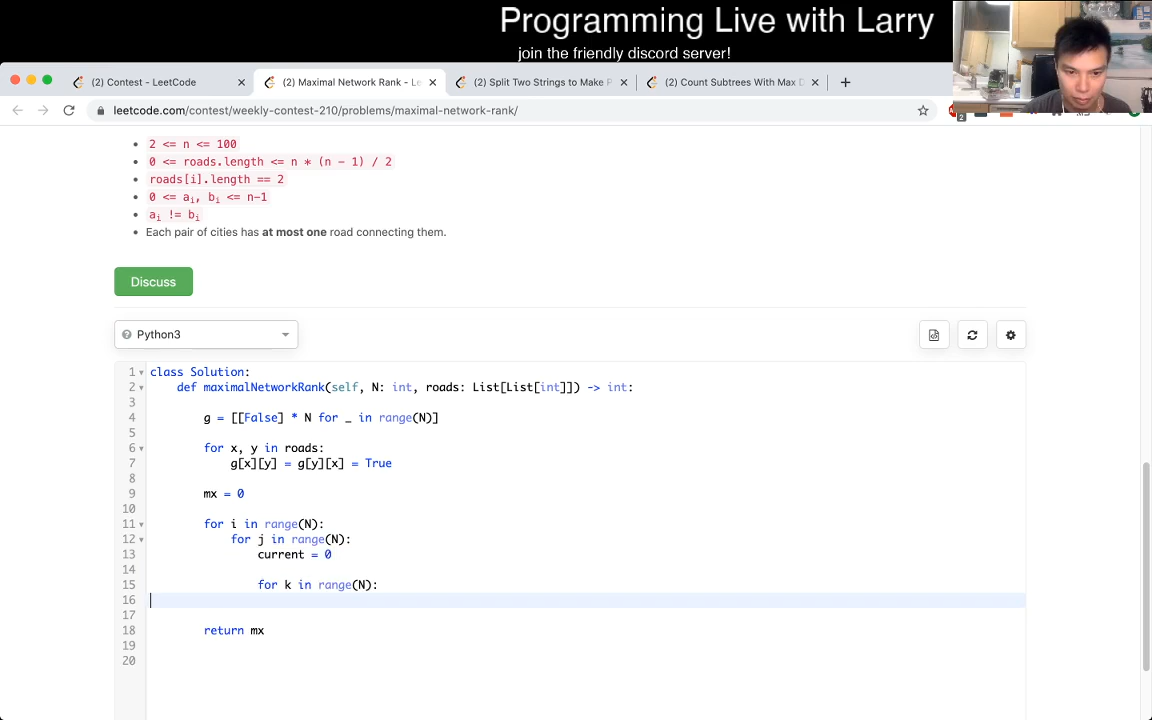 Programming Live with Larry
join the friendly discord server!
(2) Contest - LeetCode
(2) Maximal Network Rank - Le
(2) Split Two Strings to Make P
(2) Count Subtrees With Max D
leetcode.com/contest/weekly-contest-210/problems/maximal-network-rank/
2
2 <= n <= 100
0 <= roads.length <= n * (n - 1) / 2
roads[i].length == 2
0 <= ai, bi <= n-1
ai != bi
Each pair of cities has at most one road connecting them.
Discuss
Python3
1 class Solution:
2 def maximalNetworkRank(self, N: int, roads: List[List[int]]) -> int:
3
4 g = [[False] * N for _ in range(N)]
5
6 for x, y in roads:
7 g[x][y] = g[y][x] = True
8
9 mx = 0
10
11 for i in range(N):
12 for j in range(N):
13 current = 0
14
15 for k in range(N):
16
17
18 return mx
19
20